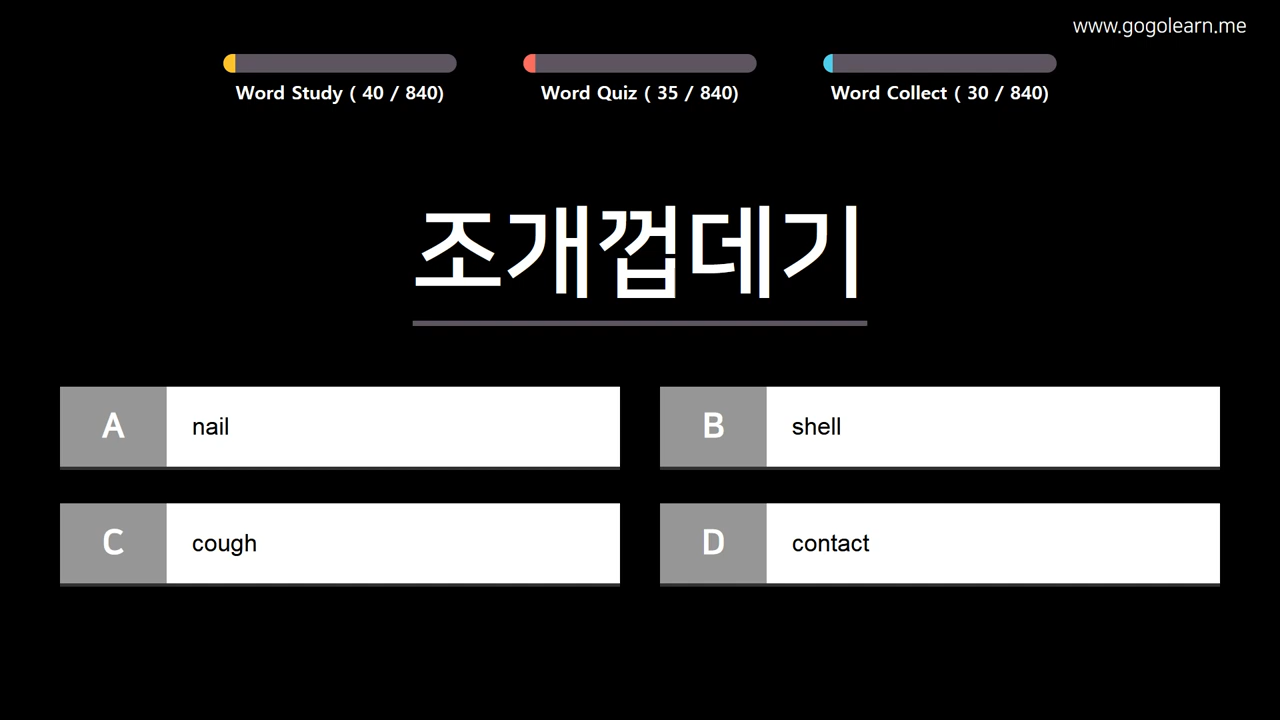 www.gogolearn.me
Word Study ( 40 / 840)
Word Quiz ( 35 / 840)
Word Collect ( 30 / 840)
조개껍데기
A nail
B shell
C cough
D contact